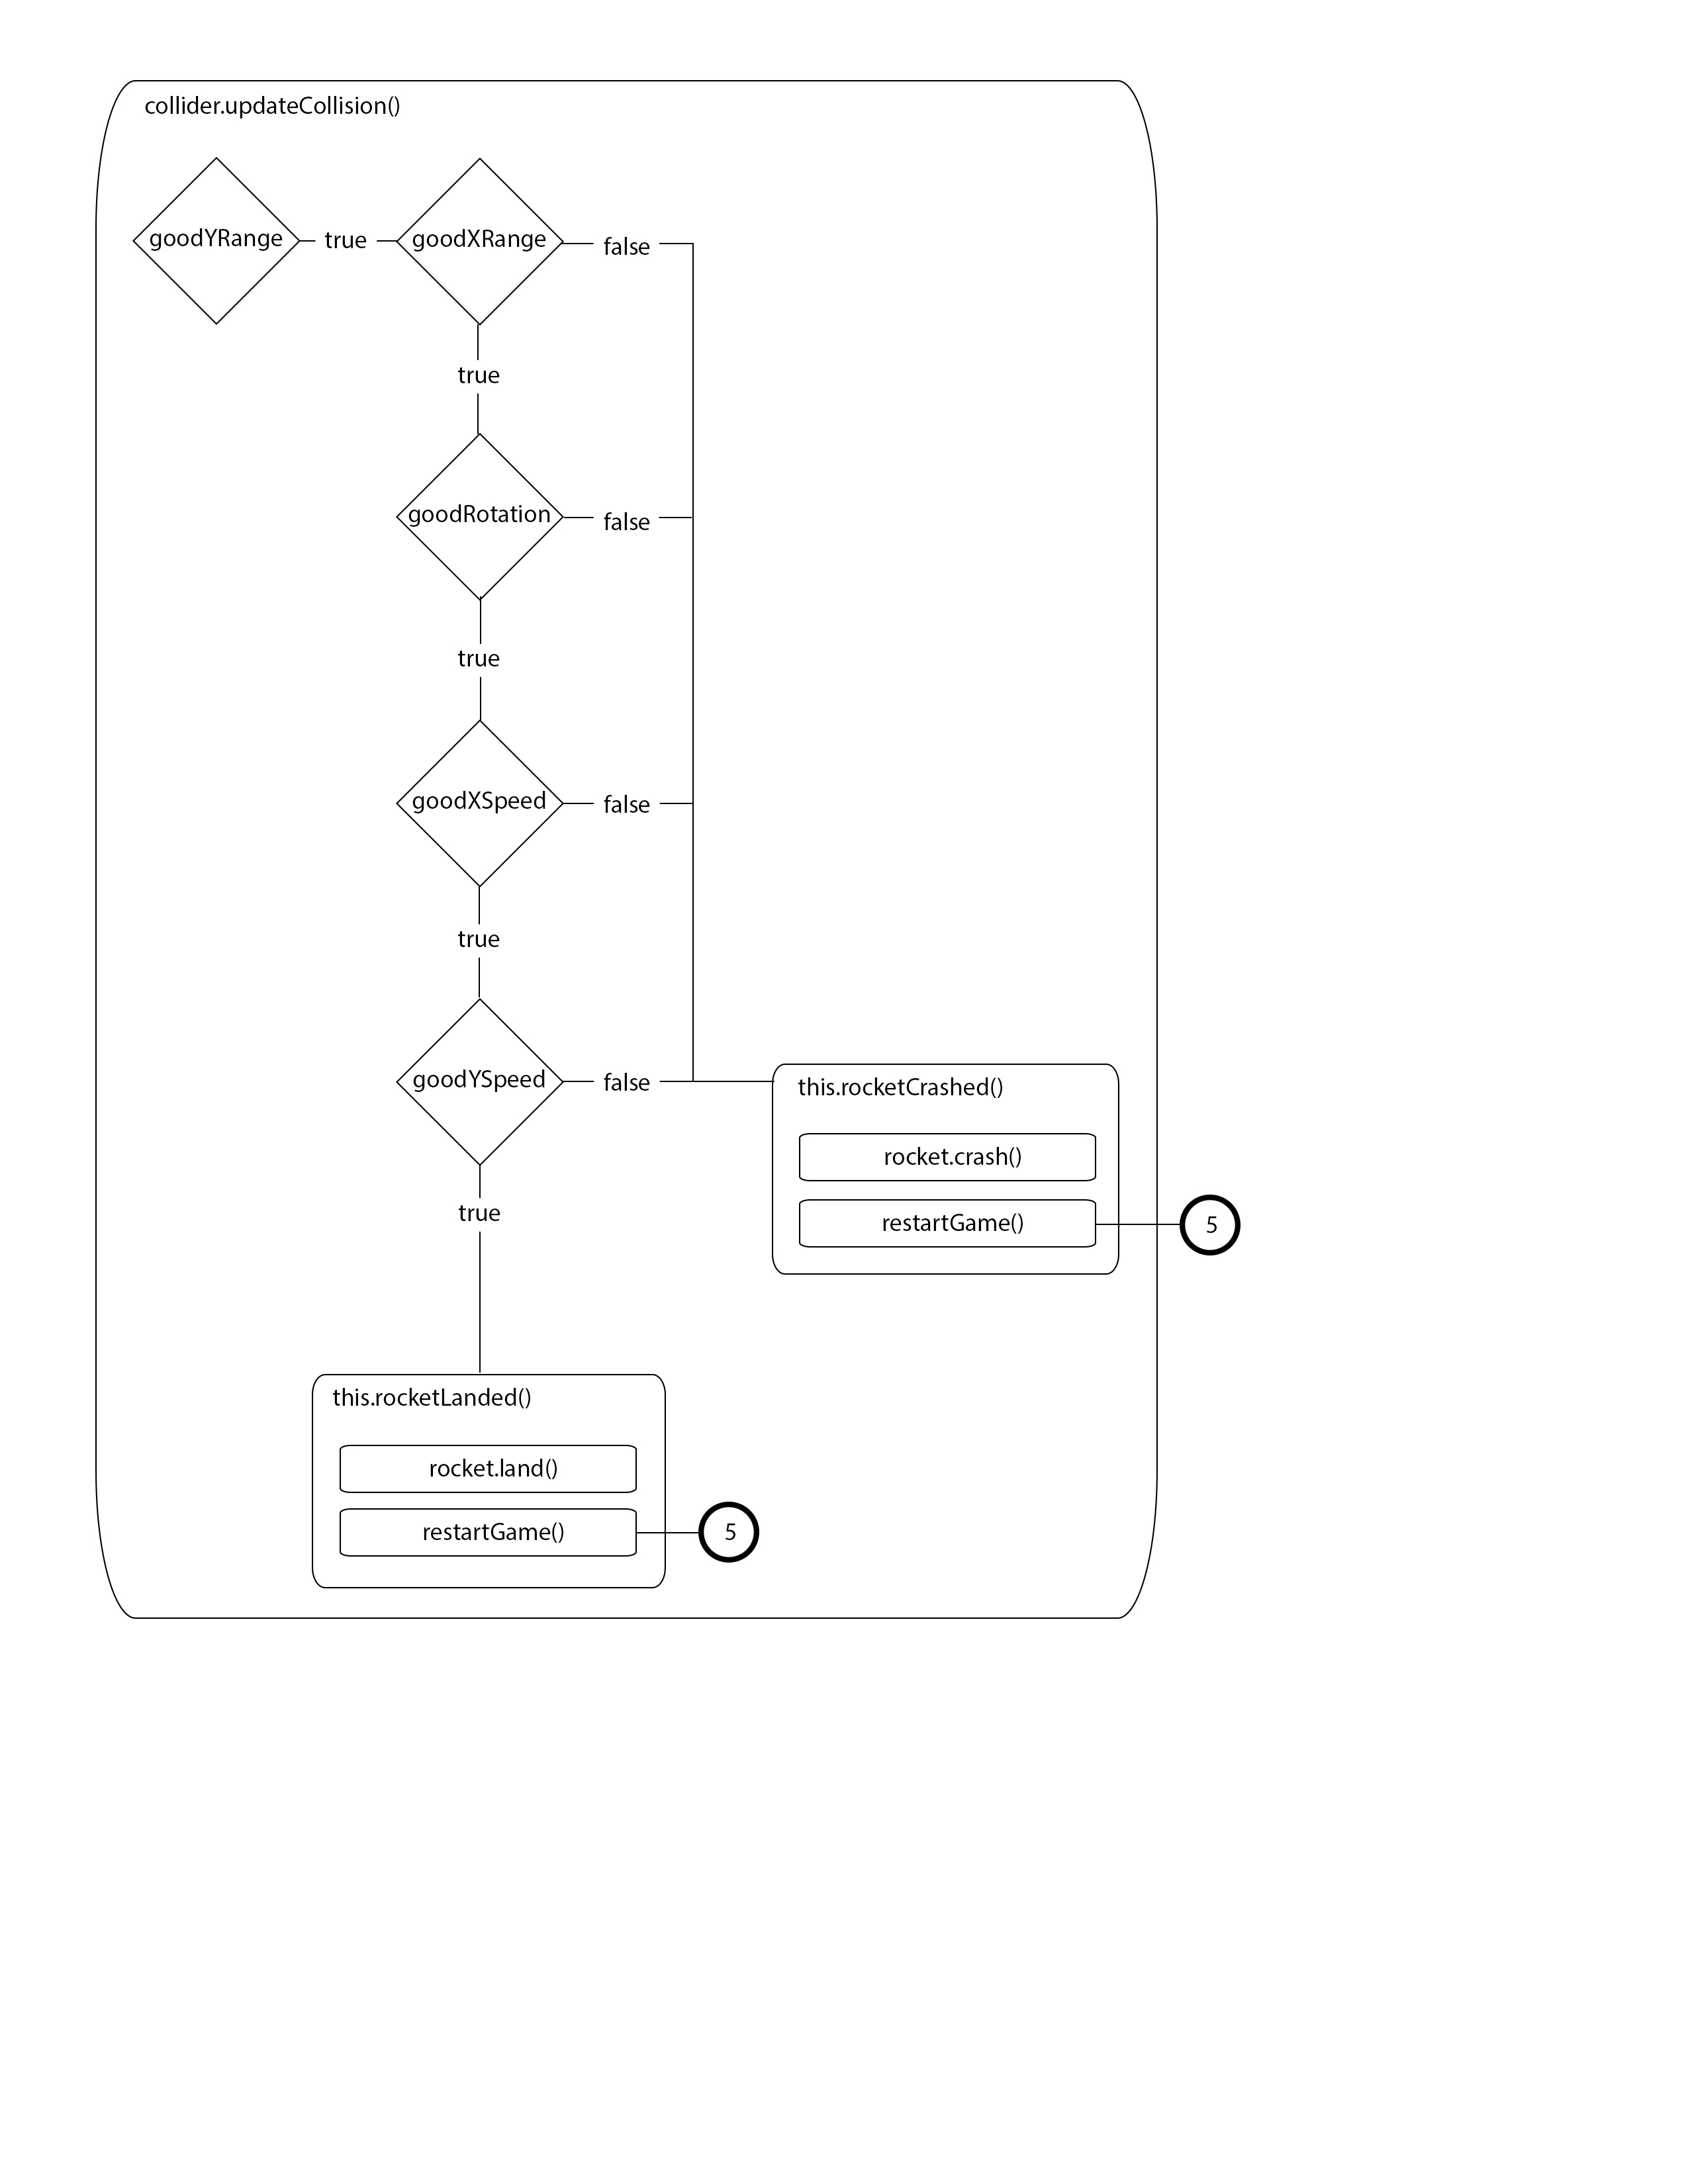 collider.updateCollision()
goodYRange
true
goodXRange
false
true
goodRotation
false
true
goodXSpeed
false
true
goodYSpeed
false
this.rocketCrashed()
rocket.crash()
restartGame()
5
true
this.rocketLanded()
rocket.land()
restartGame()
5